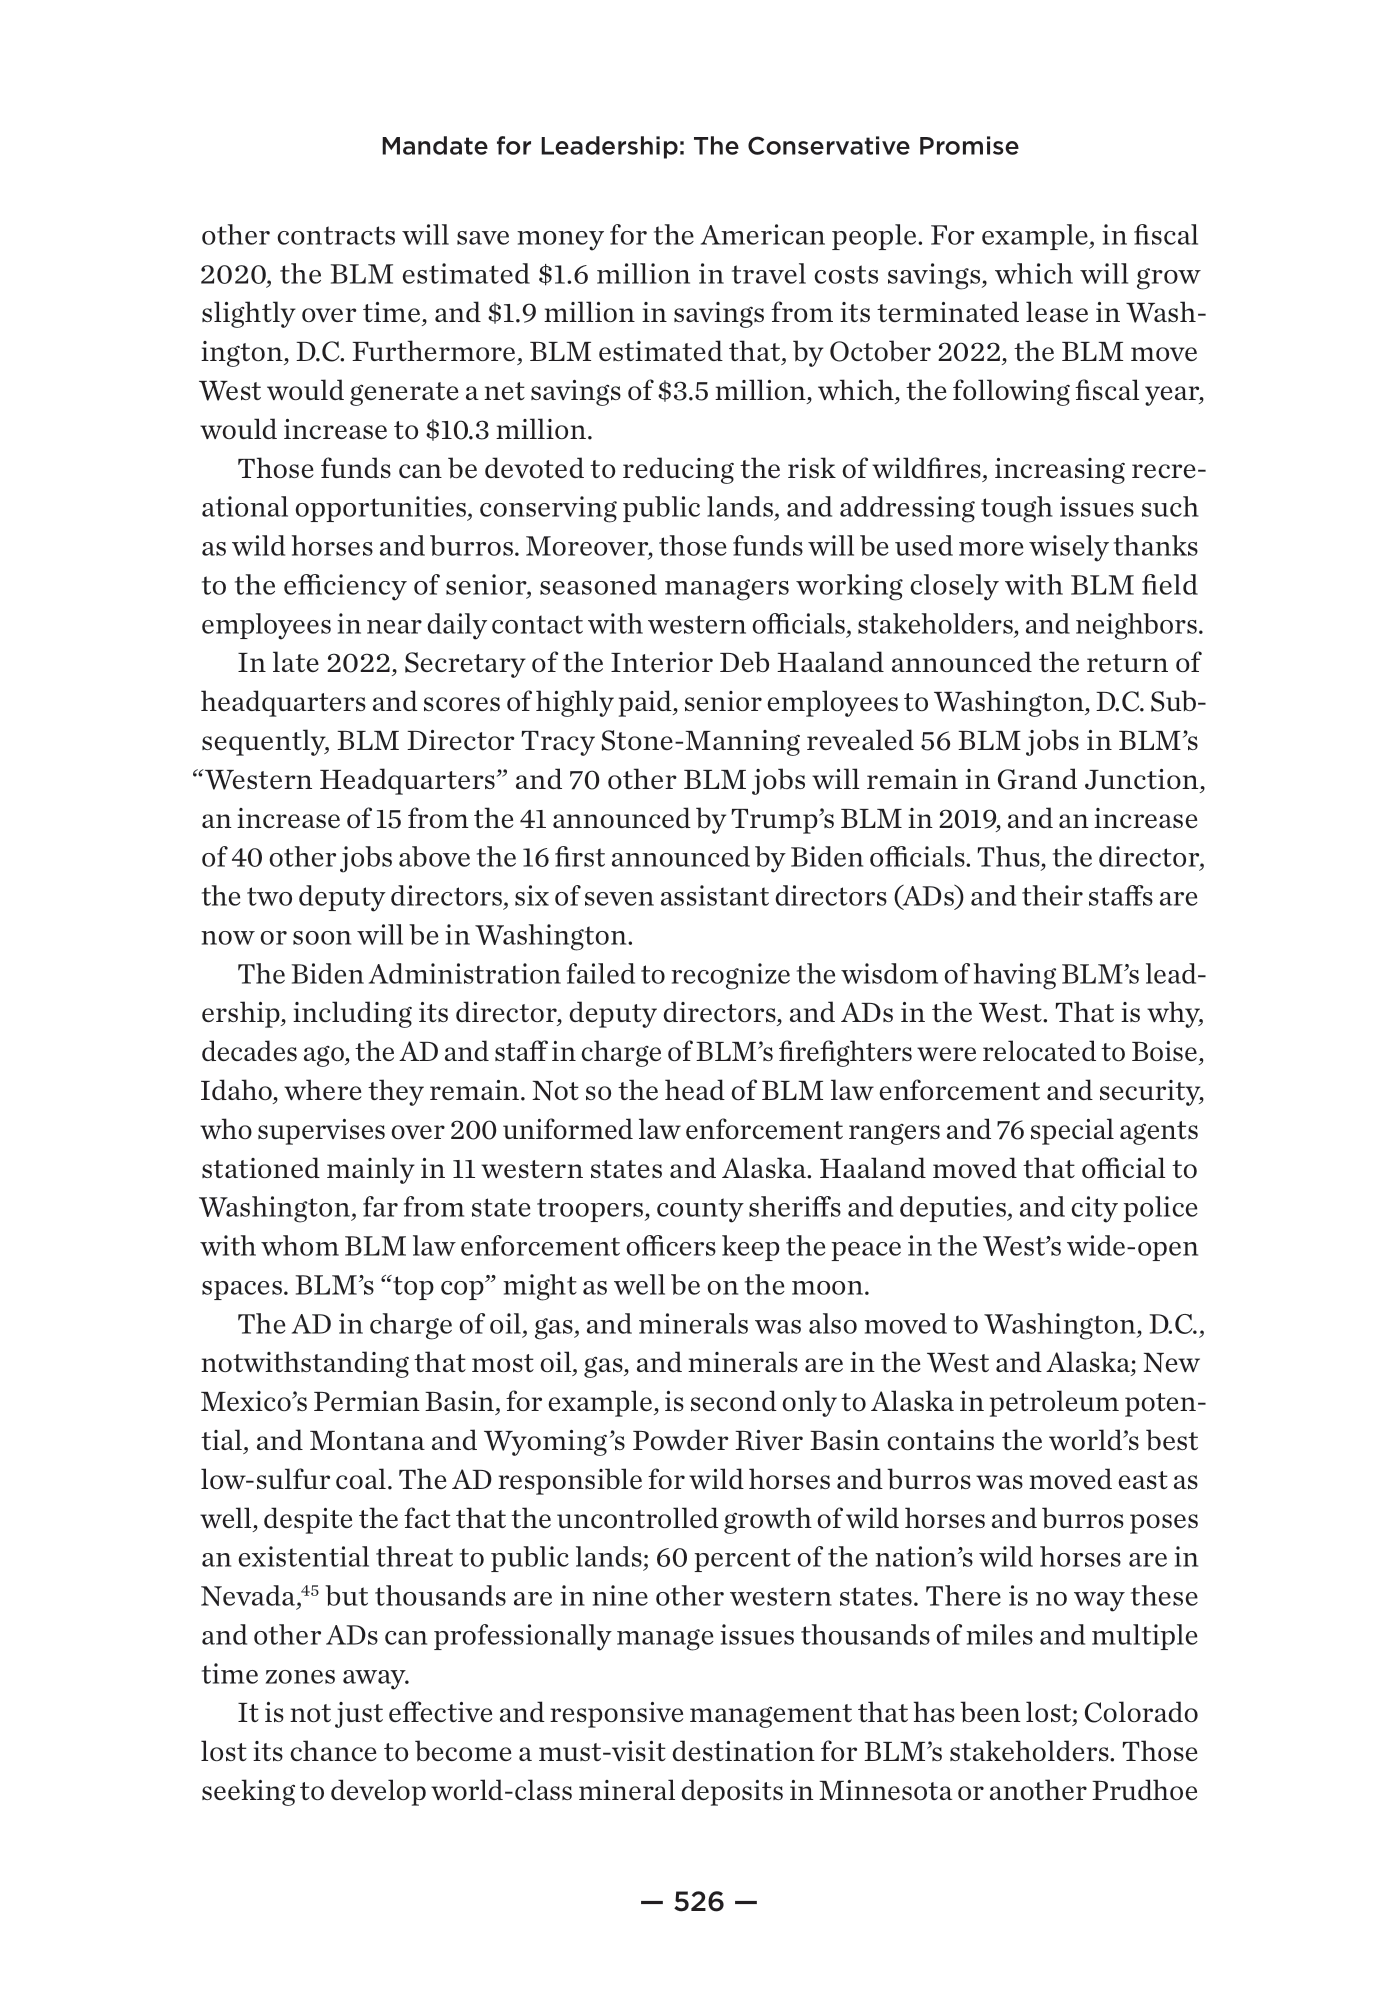 Mandate for Leadership: The Conservative Promise
other contracts will save money for the American people. For example, in fiscal
2020, the BLM estimated $1.6 million in travel costs savings, which will grow
slightly over time, and $1.9 million in savings from its terminated lease in Wash-
ington, D.C. Furthermore, BLM estimated that, by October 2022, the BLM move
West would generate a net savings of $3.5 million, which, the following fiscal year,
would increase to $10.3 million.
Those funds can be devoted to reducing the risk of wildfires, increasing recre-
ational opportunities, conserving public lands, and addressing tough issues such
as wild horses and burros. Moreover, those funds will be used more wisely thanks
to the efficiency of senior, seasoned managers working closely with BLM field
employees in near daily contact with western officials, stakeholders, and neighbors.
In late 2022, Secretary of the Interior Deb Haaland announced the return of
headquarters and scores of highly paid, senior employees to Washington, D.C. Sub-
sequently, BLM Director Tracy Stone-Manning revealed 56 BLM jobs in BLM’s
“Western Headquarters” and 70 other BLM jobs will remain in Grand Junction,
an increase of 15 from the 41 announced by Trump’s BLM in 2019, and an increase
of 40 other jobs above the 16 first announced by Biden officials. Thus, the director,
the two deputy directors, six of seven assistant directors (ADs) and their staffs are
now or soon will be in Washington.
The Biden Administration failed to recognize the wisdom of having BLM’s lead-
ership, including its director, deputy directors, and ADs in the West. That is why,
decades ago, the AD and staff in charge of BLM’s firefighters were relocated to Boise,
Idaho, where they remain. Not so the head of BLM law enforcement and security,
who supervises over 200 uniformed law enforcement rangers and 76 special agents
stationed mainly in 11 western states and Alaska. Haaland moved that official to
Washington, far from state troopers, county sheriffs and deputies, and city police
with whom BLM law enforcement officers keep the peace in the West’s wide-open
spaces. BLM’s “top cop” might as well be on the moon.
The AD in charge of oil, gas, and minerals was also moved to Washington, D.C.,
notwithstanding that most oil, gas, and minerals are in the West and Alaska; New
Mexico’s Permian Basin, for example, is second only to Alaska in petroleum poten-
tial, and Montana and Wyoming’s Powder River Basin contains the world’s best
low-sulfur coal. The AD responsible for wild horses and burros was moved east as
well, despite the fact that the uncontrolled growth of wild horses and burros poses
an existential threat to public lands; 60 percent of the nation’s wild horses are in
Nevada,45 but thousands are in nine other western states. There is no way these
and other ADs can professionally manage issues thousands of miles and multiple
time zones away.
It is not just effective and responsive management that has been lost; Colorado
lost its chance to become a must-visit destination for BLM’s stakeholders. Those
seeking to develop world-class mineral deposits in Minnesota or another Prudhoe
— 526 —